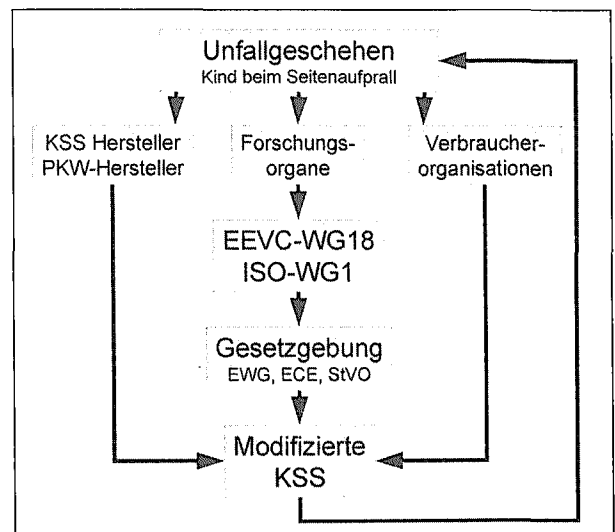 Unfallgeschehen
Kind beim Seitenaufprall
KSS Hersteller
PKW-Hersteller
Forschungs-
organe
Verbraucher-
organisationen
EEVC-WG18
ISO-WG1
Gesetzgebung
EWG, ECE, StVO
Modifizierte
KSS